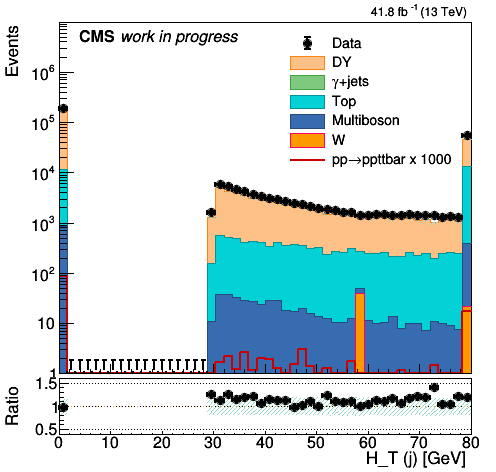 41.8 fb⁻¹ (13 TeV)
CMS work in progress
Events
Data
DY
γ+jets
Top
Multiboson
W
pp→ppttbar x 1000
10⁶
10⁵
10⁴
10³
10²
10
1
Ratio
1.5
1
0.5
0 10 20 30 40 50 60 70 80
H_T (j) [GeV]